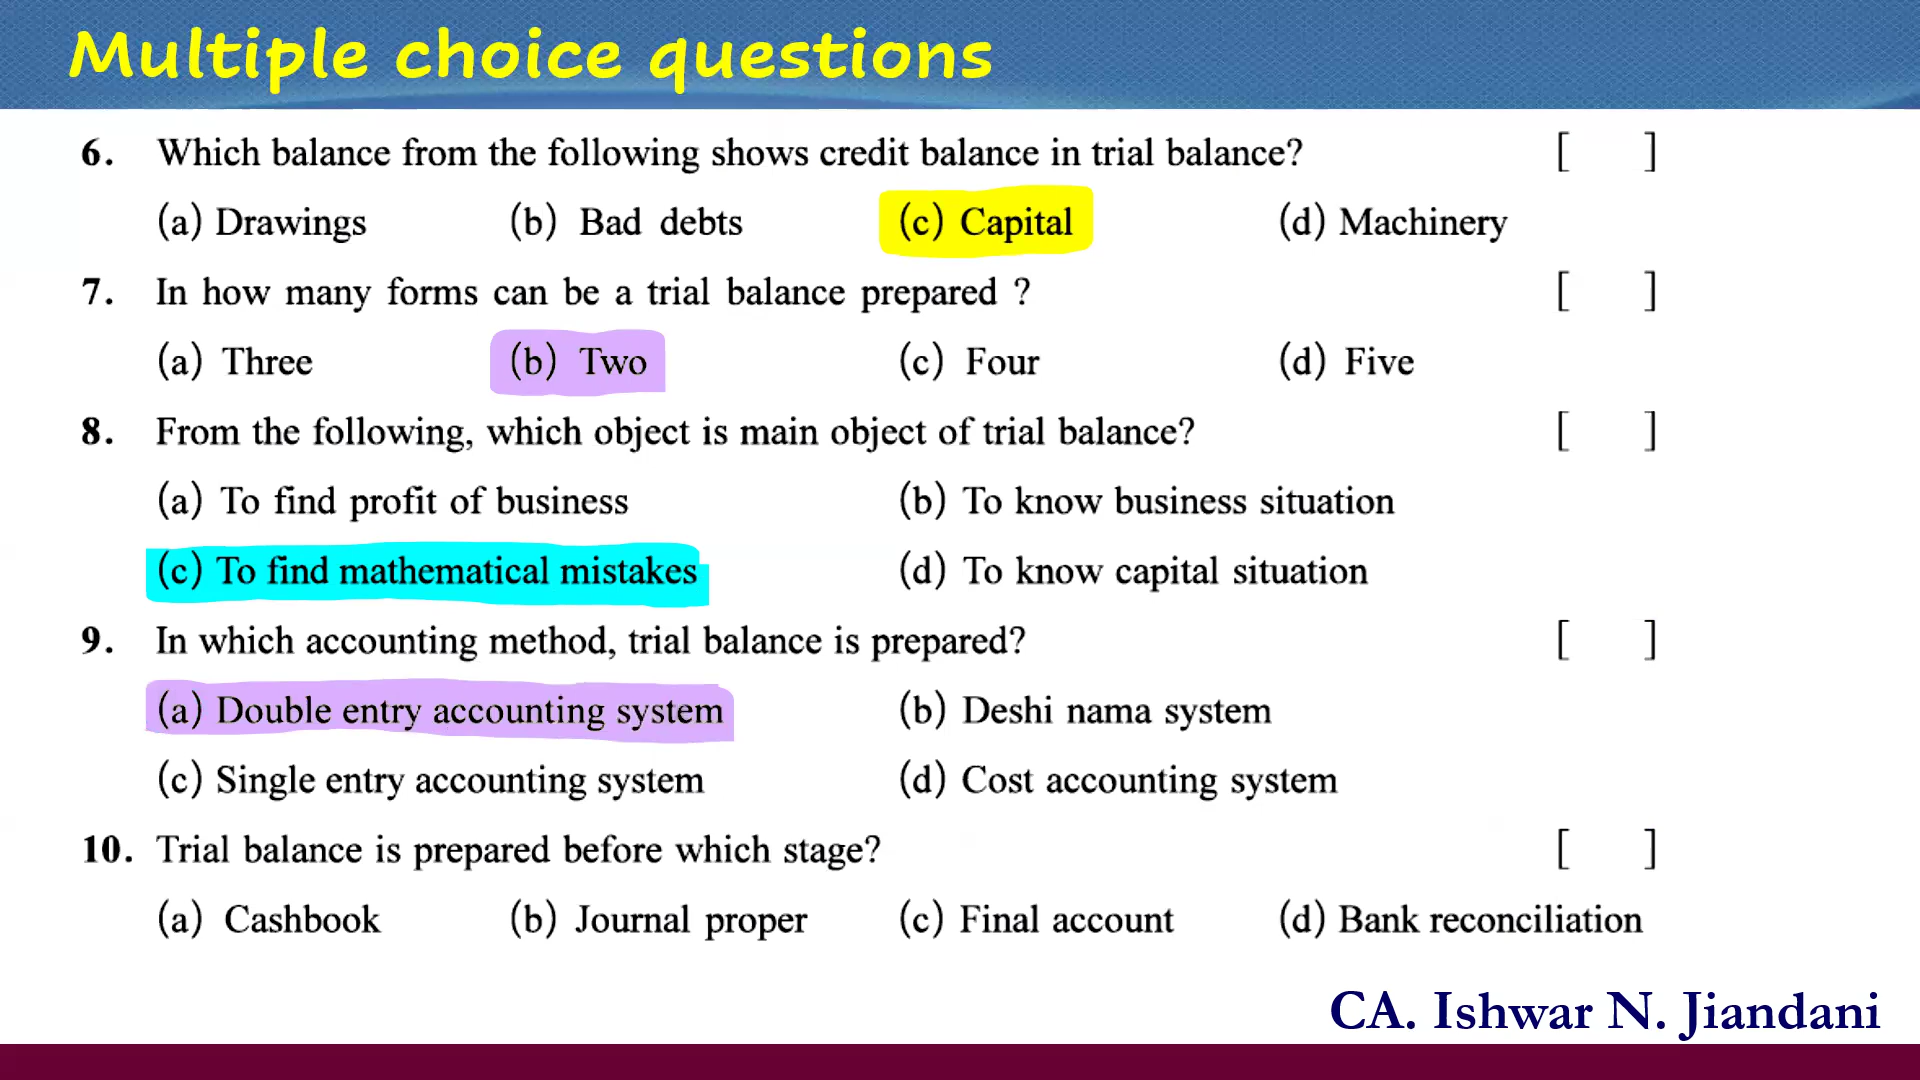 Multiple choice questions
6. Which balance from the following shows credit balance in trial balance? [ ]
(a) Drawings (b) Bad debts (c) Capital (d) Machinery
7. In how many forms can be a trial balance prepared ? [ ]
(a) Three (b) Two (c) Four (d) Five
8. From the following, which object is main object of trial balance? [ ]
(a) To find profit of business (b) To know business situation
(c) To find mathematical mistakes (d) To know capital situation
9. In which accounting method, trial balance is prepared? [ ]
(a) Double entry accounting system (b) Deshi nama system
(c) Single entry accounting system (d) Cost accounting system
10. Trial balance is prepared before which stage? [ ]
(a) Cashbook (b) Journal proper (c) Final account (d) Bank reconciliation
CA. Ishwar N. Jiandani